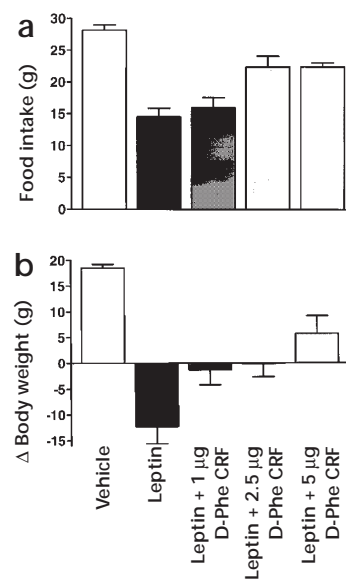 a
Food intake (g)
30
25
20
15
10
5
0
b
Δ Body weight (g)
20
15
10
5
0
-5
-10
-15
Vehicle
Leptin
Leptin + 1 µg
D-Phe CRF
Leptin + 2.5 µg
D-Phe CRF
Leptin + 5 µg
D-Phe CRF